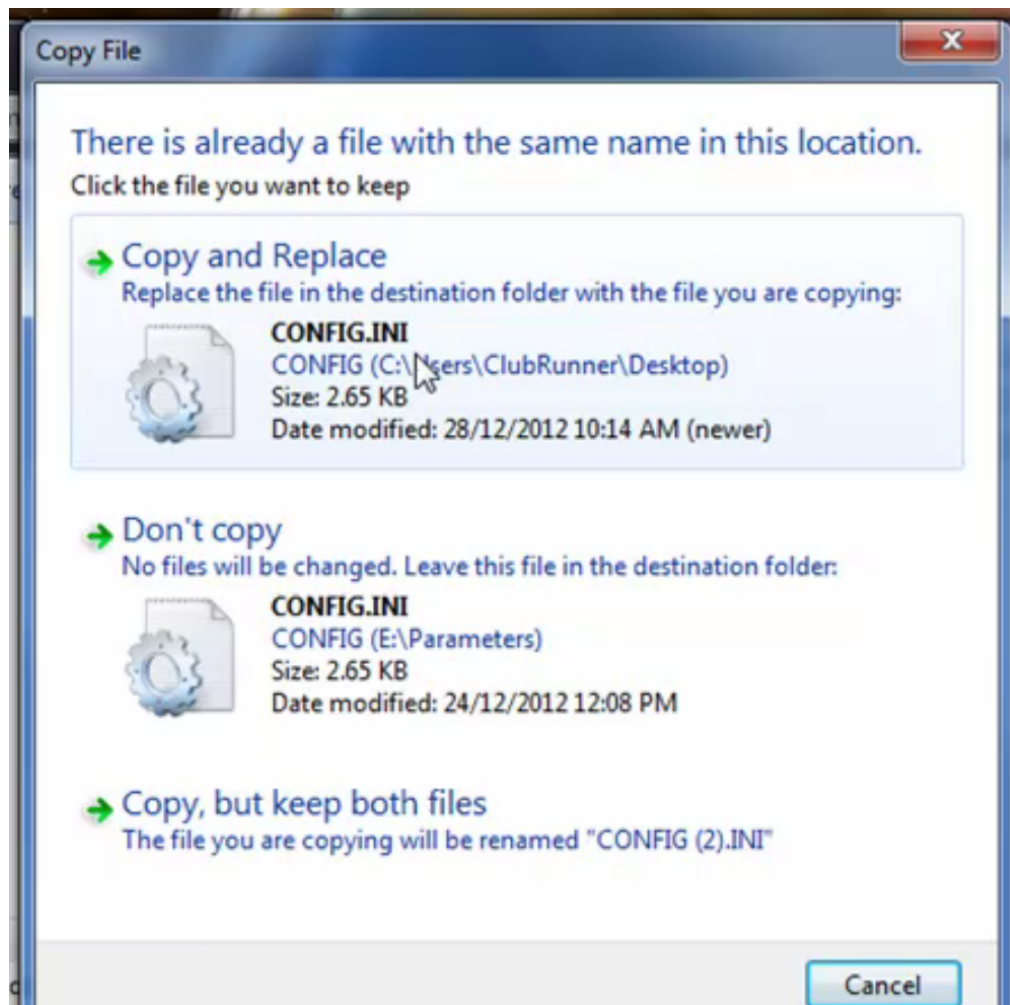 Copy File
There is already a file with the same name in this location.
Click the file you want to keep
Copy and Replace
Replace the file in the destination folder with the file you are copying:
CONFIG.INI
CONFIG (C:\Users\ClubRunner\Desktop)
Size: 2.65 KB
Date modified: 28/12/2012 10:14 AM (newer)
Don't copy
No files will be changed. Leave this file in the destination folder:
CONFIG.INI
CONFIG (E:\Parameters)
Size: 2.65 KB
Date modified: 24/12/2012 12:08 PM
Copy, but keep both files
The file you are copying will be renamed "CONFIG (2).INI"
Cancel